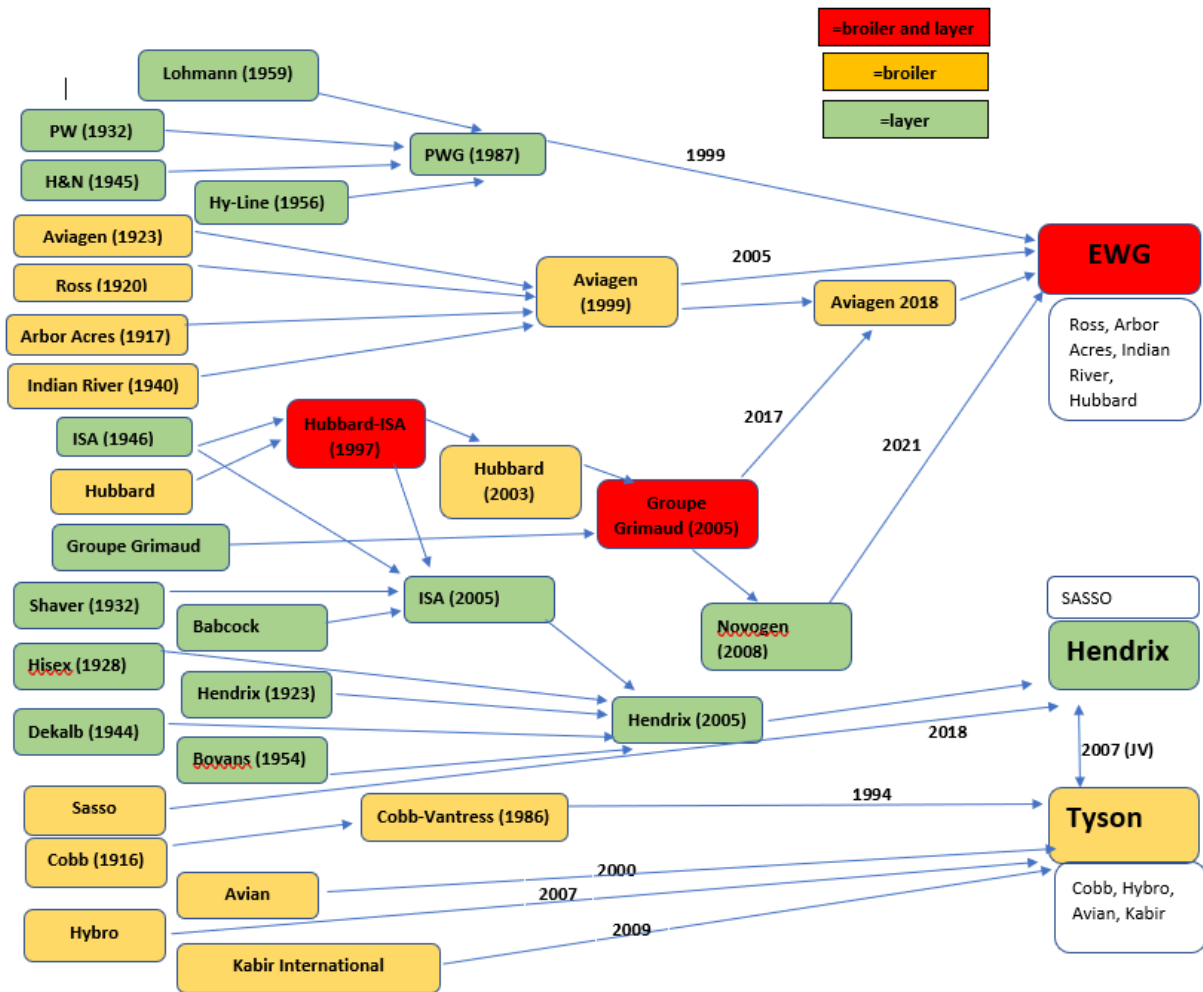 =broiler and layer
=broiler
=layer
Lohmann (1959)
PW (1932)
PWG (1987)
1999
H&N (1945)
Hy-Line (1956)
Aviagen (1923)
Ross (1920)
Aviagen
(1999)
2005
EWG
Aviagen 2018
Arbor Acres (1917)
Ross, Arbor
Acres, Indian
River,
Hubbard
Indian River (1940)
2017
2021
ISA (1946)
Hubbard-ISA
(1997)
Hubbard
Hubbard
(2003)
Groupe
Grimaud (2005)
Groupe Grimaud
Shaver (1932)
ISA (2005)
SASSO
Babcock
Novogen
(2008)
Hendrix
Hisex (1928)
Hendrix (1923)
Hendrix (2005)
Dekalb (1944)
2018
2007 (JV)
Bovans (1954)
Sasso
1994
Cobb-Vantress (1986)
Tyson
Cobb (1916)
2000
Avian
2007
Cobb, Hybro,
Avian, Kabir
Hybro
2009
Kabir International